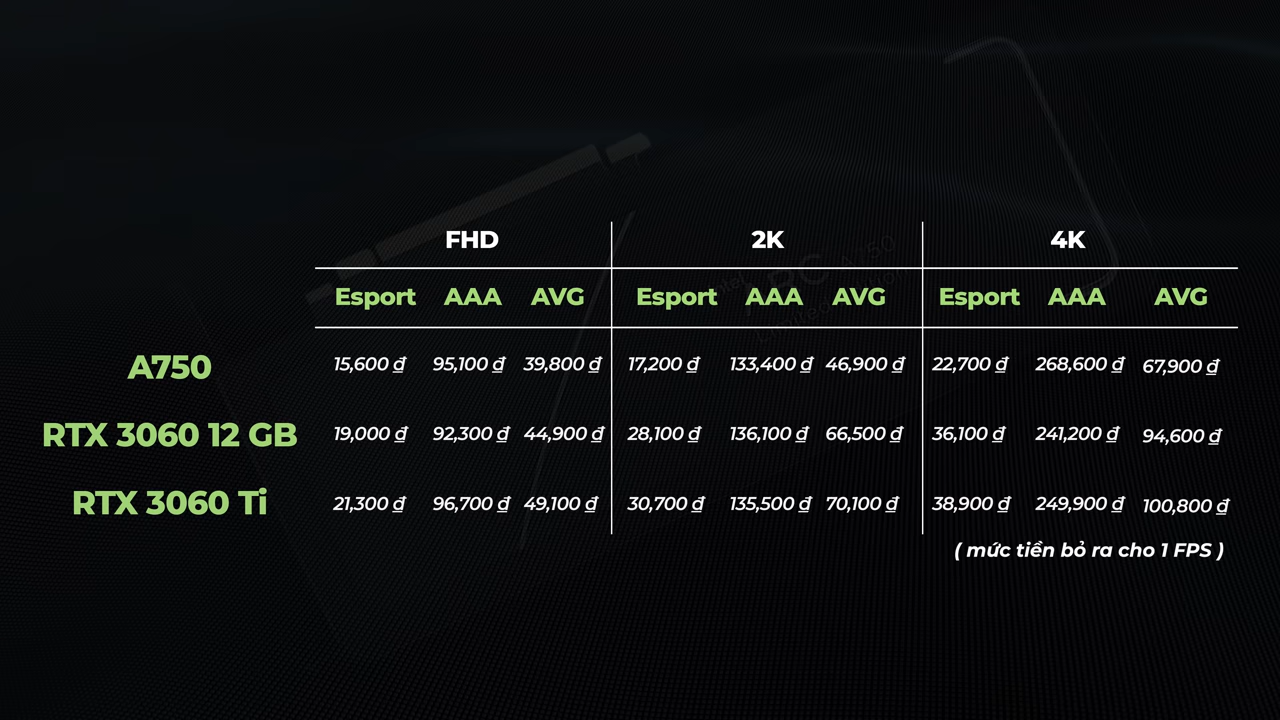 FHD 2K 4K
Esport AAA AVG Esport AAA AVG Esport AAA AVG
A750 15,600 ₫ 95,100 ₫ 39,800 ₫ 17,200 ₫ 133,400 ₫ 46,900 ₫ 22,700 ₫ 268,600 ₫ 67,900 ₫
RTX 3060 12 GB 19,000 ₫ 92,300 ₫ 44,900 ₫ 28,100 ₫ 136,100 ₫ 66,500 ₫ 36,100 ₫ 241,200 ₫ 94,600 ₫
RTX 3060 Ti 21,300 ₫ 96,700 ₫ 49,100 ₫ 30,700 ₫ 135,500 ₫ 70,100 ₫ 38,900 ₫ 249,900 ₫ 100,800 ₫
( mức tiền bỏ ra cho 1 FPS )